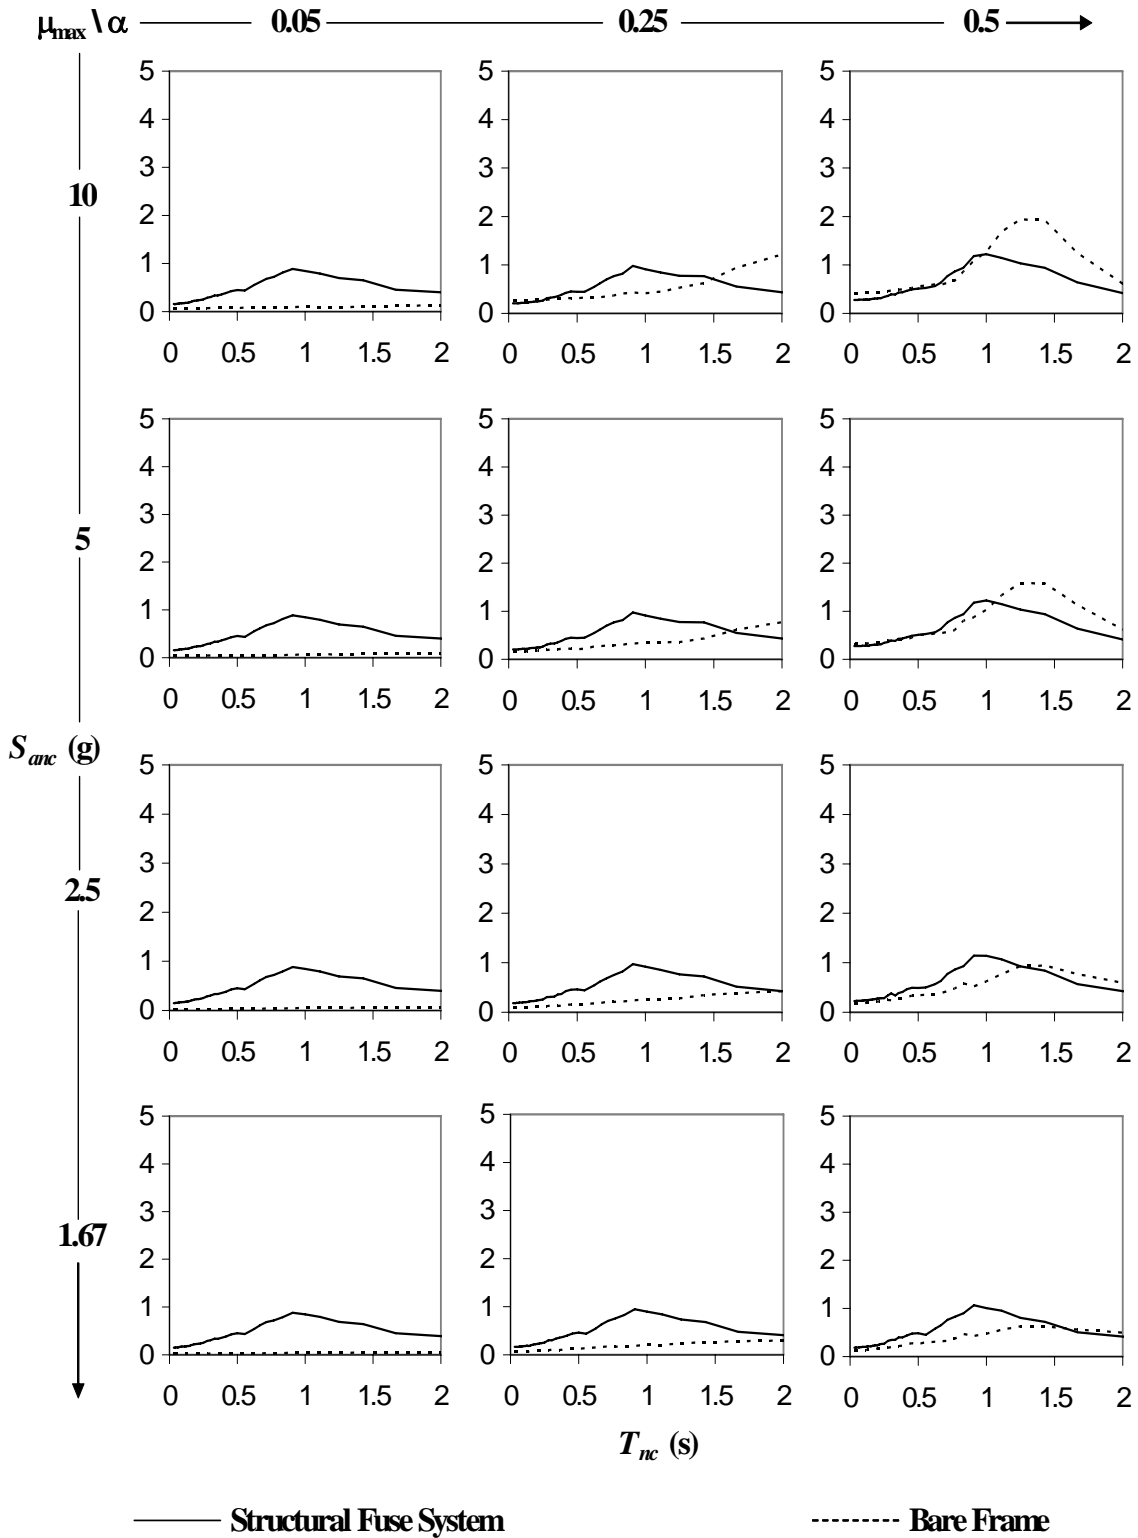 μmax \ α 0.05 0.25 0.5
5 5 5
4 4 4
3 3 3
10
2 2 2
1 1 1
0 0 0
0 0.5 1 1.5 2 0 0.5 1 1.5 2 0 0.5 1 1.5 2
5 5 5
4 4 4
3 3 3
5
2 2 2
1 1 1
0 0 0
0 0.5 1 1.5 2 0 0.5 1 1.5 2 0 0.5 1 1.5 2
Sanc (g)
5 5 5
4 4 4
3 3 3
2.5
2 2 2
1 1 1
0 0 0
0 0.5 1 1.5 2 0 0.5 1 1.5 2 0 0.5 1 1.5 2
5 5 5
4 4 4
3 3 3
1.67
2 2 2
1 1 1
0 0 0
0 0.5 1 1.5 2 0 0.5 1 1.5 2 0 0.5 1 1.5 2
Tnc (s)
Structural Fuse System Bare Frame